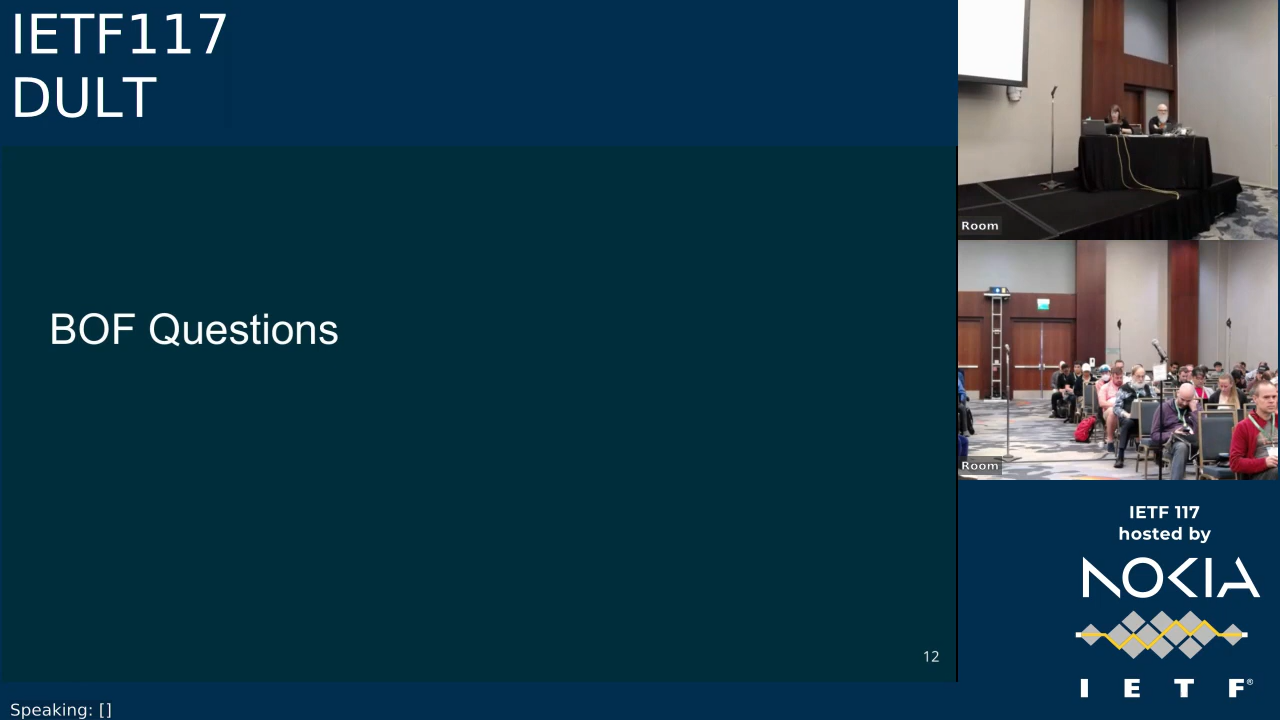 IETF117
DULT
BOF Questions
12
Speaking: []
Room
Room
IETF 117
hosted by
NOKIA
I E T F®